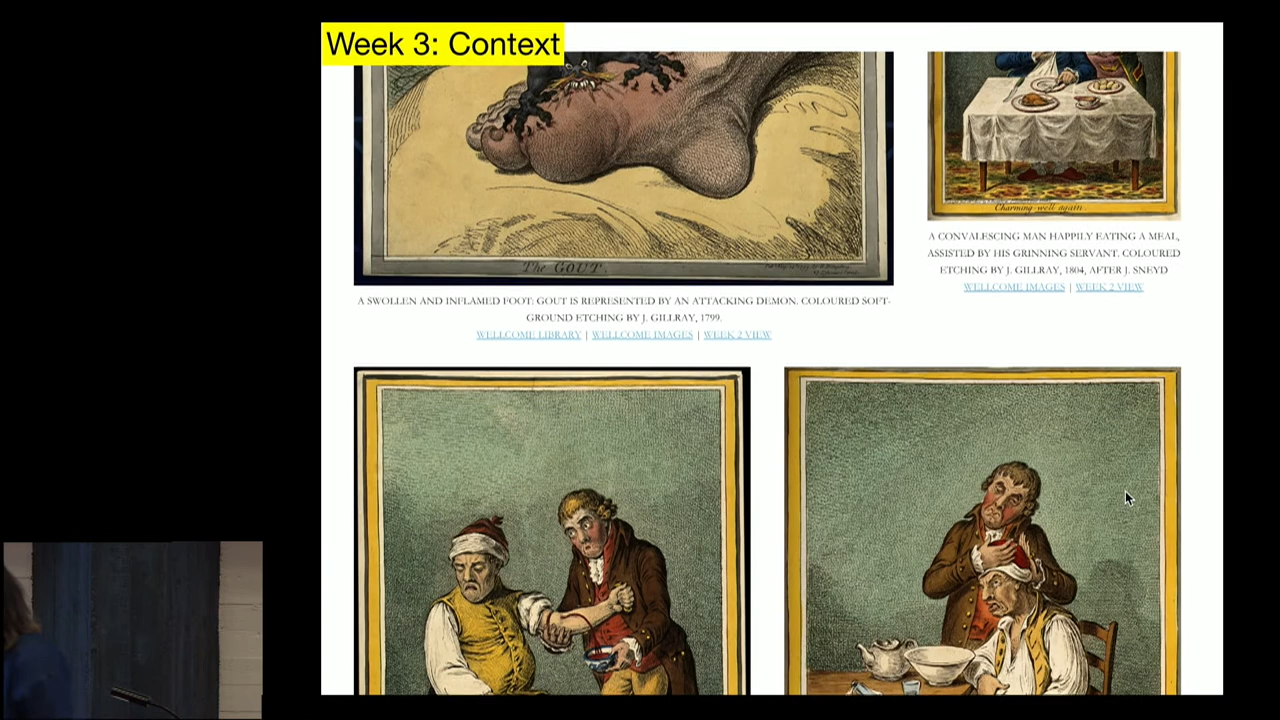 Week 3: Context
The GOUT.
Charming-well again.
A CONVALESCING MAN HAPPILY EATING A MEAL,
ASSISTED BY HIS GRINNING SERVANT. COLOURED
ETCHING BY J. GILLRAY, 1804, AFTER J. SNEYD
WELLCOME IMAGES | WEEK 2 VIEW
A SWOLLEN AND INFLAMED FOOT: GOUT IS REPRESENTED BY AN ATTACKING DEMON. COLOURED SOFT-
GROUND ETCHING BY J. GILLRAY, 1799.
WELLCOME LIBRARY | WELLCOME IMAGES | WEEK 2 VIEW